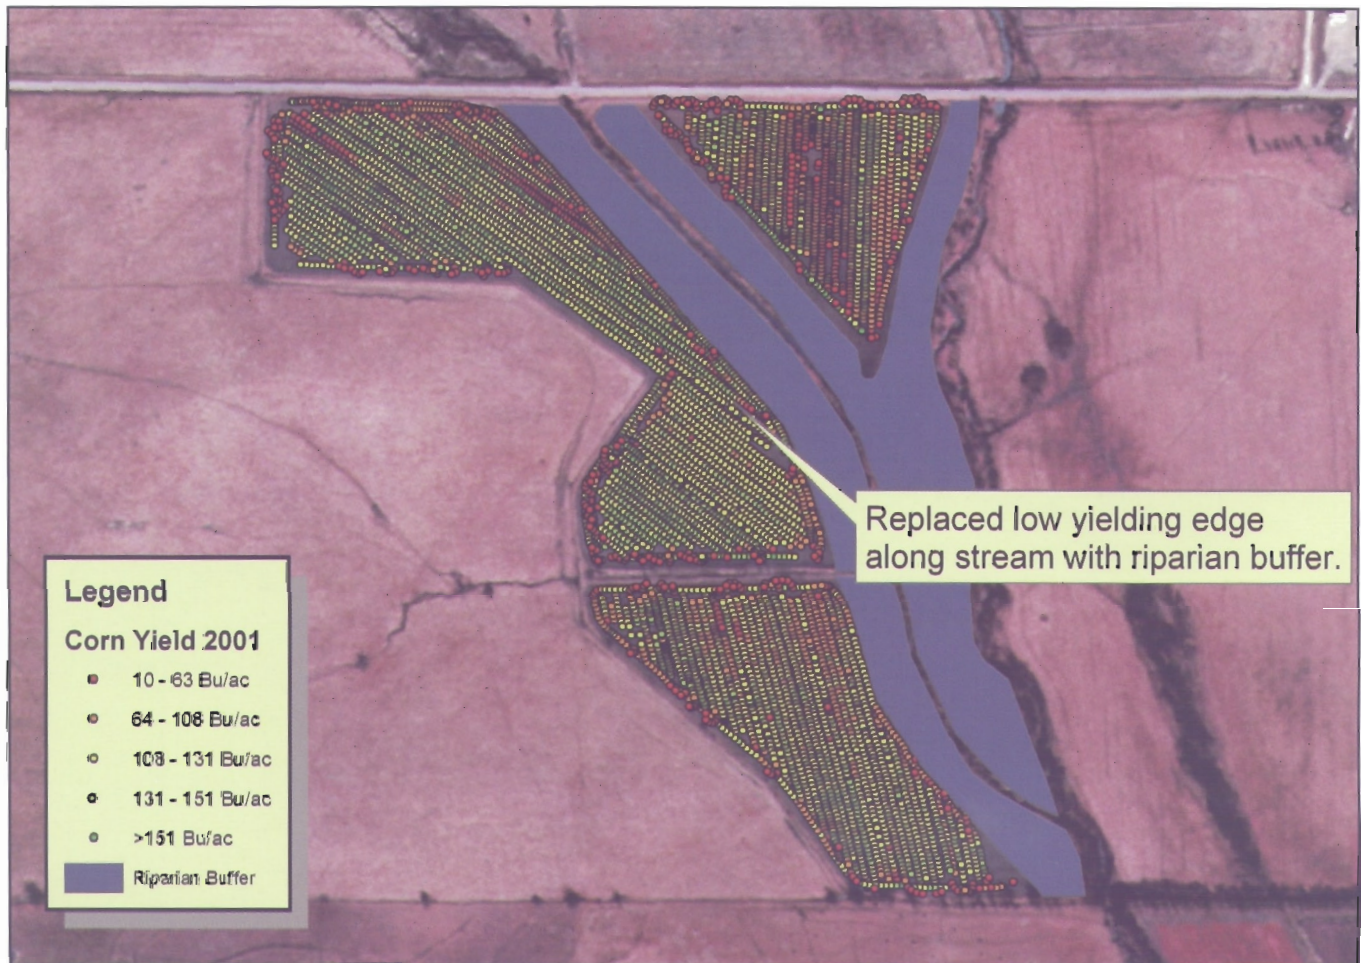 Replaced low yielding edge
along stream with riparian buffer.
Legend
Corn Yield 2001
10 - 63 Bu/ac
64 - 108 Bu/ac
108 - 131 Bu/ac
131 - 151 Bu/ac
>151 Bu/ac
Riparian Buffer